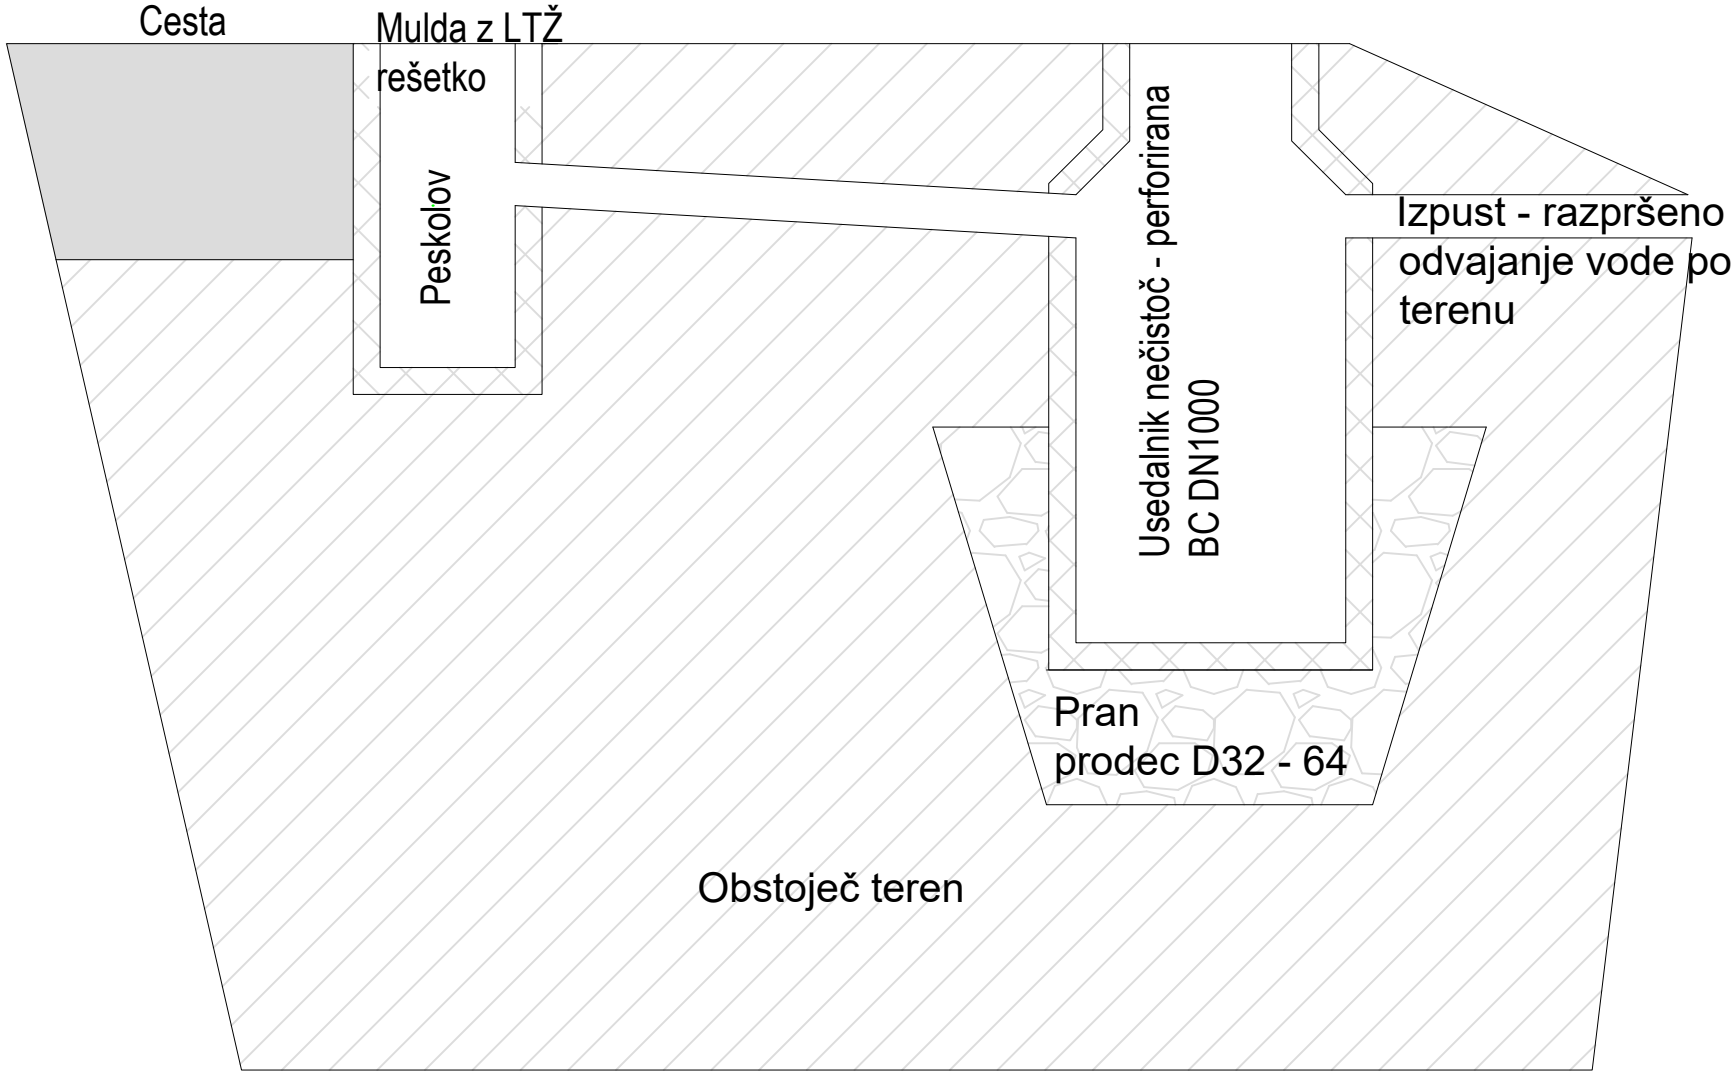 Cesta
Mulda z LTŽ
rešetko
Peskolov
Usedalnik nečistoč - perforirana
BC DN1000
Izpust - razpršeno
odvajanje vode po
terenu
Pran
prodec D32 - 64
Obstoječ teren